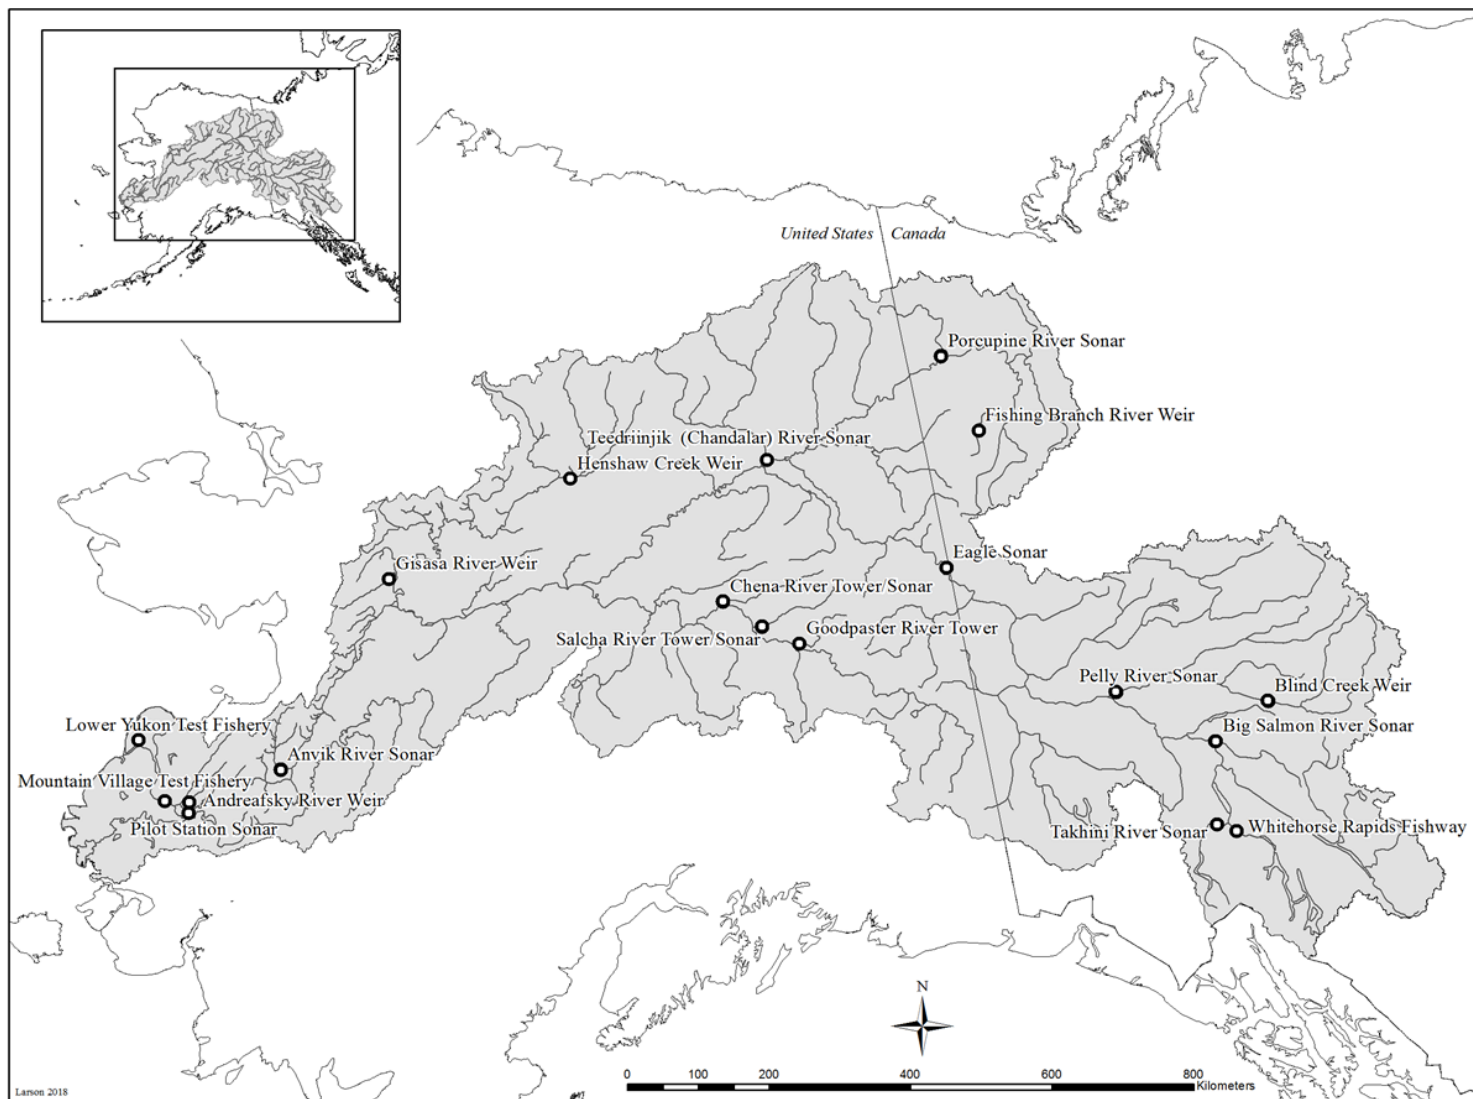 United States Canada
Porcupine River Sonar
Fishing Branch River Weir
Teedriinjik (Chandalar) River Sonar
Henshaw Creek Weir
Eagle Sonar
Gisasa River Weir
Chena River Tower/Sonar
Goodpaster River Tower
Salcha River Tower/Sonar
Pelly River Sonar
Blind Creek Weir
Lower Yukon Test Fishery
Big Salmon River Sonar
Anvik River Sonar
Mountain Village Test Fishery
Andreafsky River Weir
Pilot Station Sonar
Takhini River Sonar
Whitehorse Rapids Fishway
N
0 100 200 400 600 800
Kilometers
Larson 2018